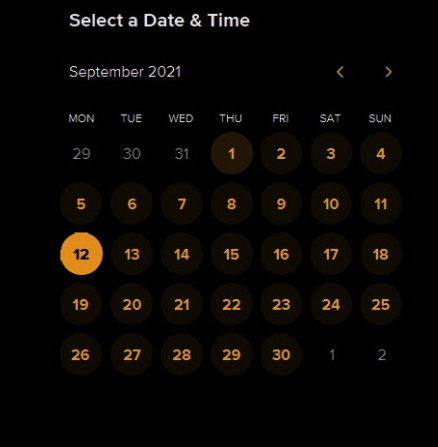 Select a Date & Time
September 2021
MON TUE WED THU FRI SAT SUN
29 30 31 1 2 3 4
5 6 7 8 9 10 11
12 13 14 15 16 17 18
19 20 21 22 23 24 25
26 27 28 29 30 1 2